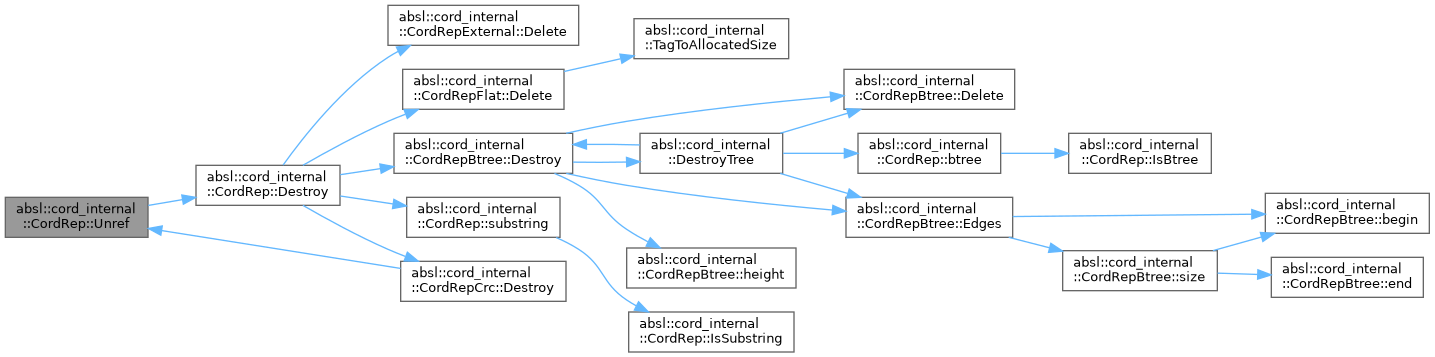 absl::cord_internal
::CordRep::Unref
absl::cord_internal
::CordRep::Destroy
absl::cord_internal
::CordRepExternal::Delete
absl::cord_internal
::CordRepFlat::Delete
absl::cord_internal
::CordRepBtree::Destroy
absl::cord_internal
::CordRep::substring
absl::cord_internal
::CordRepCrc::Destroy
absl::cord_internal
::TagToAllocatedSize
absl::cord_internal
::DestroyTree
absl::cord_internal
::CordRepBtree::height
absl::cord_internal
::CordRep::IsSubstring
absl::cord_internal
::CordRepBtree::Delete
absl::cord_internal
::CordRep::btree
absl::cord_internal
::CordRepBtree::Edges
absl::cord_internal
::CordRep::IsBtree
absl::cord_internal
::CordRepBtree::size
absl::cord_internal
::CordRepBtree::begin
absl::cord_internal
::CordRepBtree::end